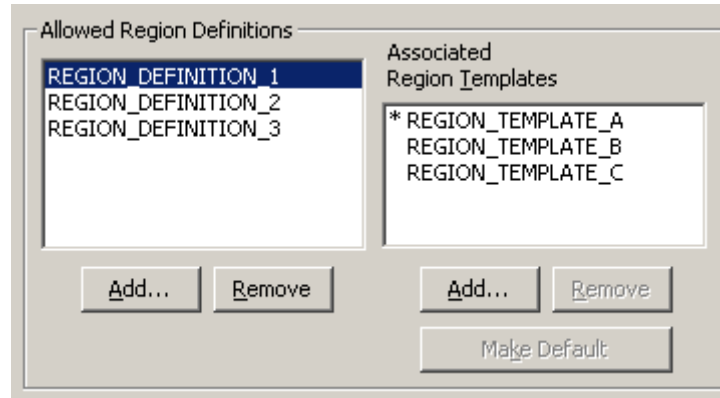 Allowed Region Definitions
REGION_DEFINITION_1
REGION_DEFINITION_2
REGION_DEFINITION_3
Add...
Remove
Associated
Region Templates
* REGION_TEMPLATE_A
REGION_TEMPLATE_B
REGION_TEMPLATE_C
Add...
Remove
Make Default